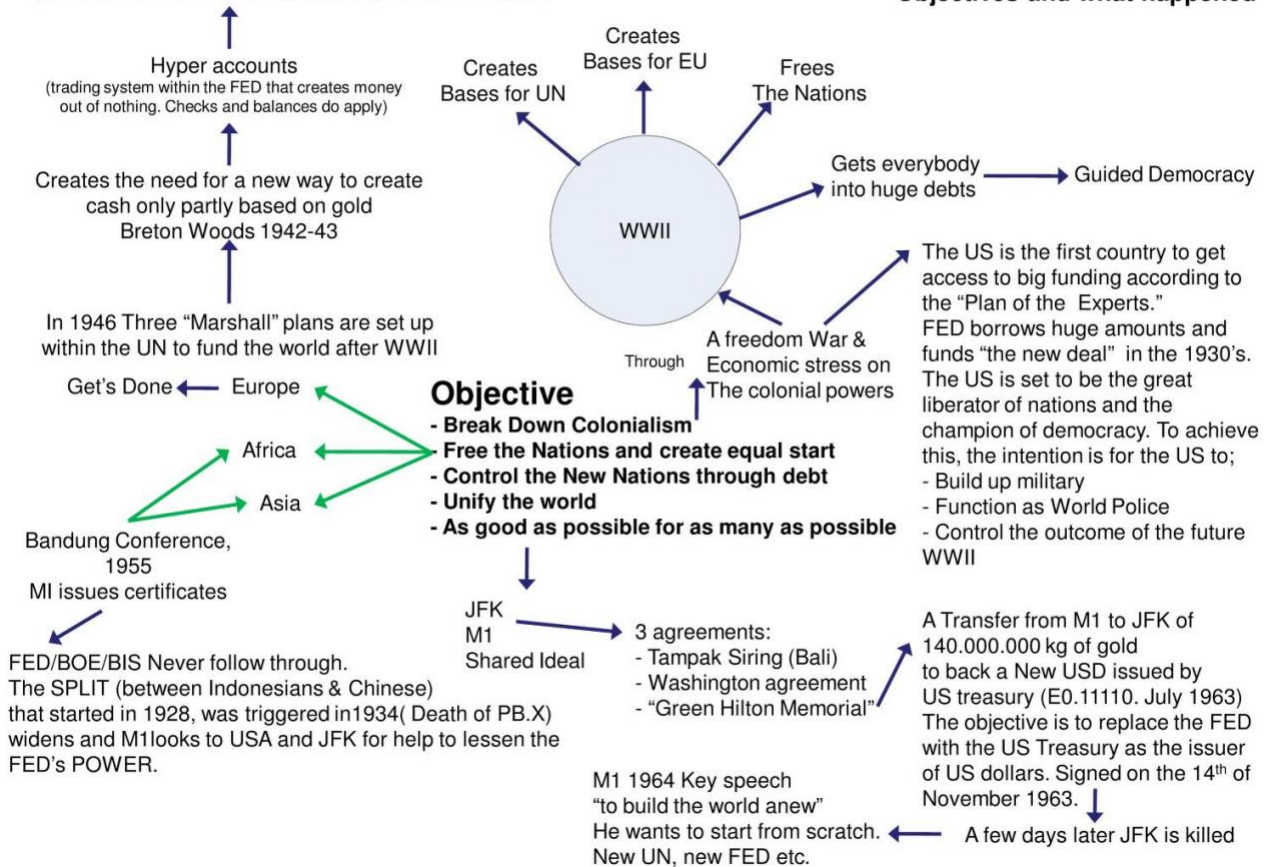 Objectives and what happened
Hyper accounts
(trading system within the FED that creates money
out of nothing. Checks and balances do apply)
Creates the need for a new way to create
cash only partly based on gold
Breton Woods 1942-43
In 1946 Three “Marshall” plans are set up
within the UN to fund the world after WWII
Get's Done
Europe
Africa
Asia
Bandung Conference,
1955
MI issues certificates
FED/BOE/BIS Never follow through.
The SPLIT (between Indonesians & Chinese)
that started in 1928, was triggered in1934( Death of PB.X)
widens and M1looks to USA and JFK for help to lessen the
FED's POWER.
Creates
Bases for UN
Creates
Bases for EU
Frees
The Nations
Gets everybody
into huge debts
Guided Democracy
WWII
Through
A freedom War &
Economic stress on
The colonial powers
Objective
- Break Down Colonialism
- Free the Nations and create equal start
- Control the New Nations through debt
- Unify the world
- As good as possible for as many as possible
The US is the first country to get
access to big funding according to
the “Plan of the Experts.”
FED borrows huge amounts and
funds “the new deal” in the 1930's.
The US is set to be the great
liberator of nations and the
champion of democracy. To achieve
this, the intention is for the US to;
- Build up military
- Function as World Police
- Control the outcome of the future
WWII
JFK
M1
Shared Ideal
3 agreements:
- Tampak Siring (Bali)
- Washington agreement
- “Green Hilton Memorial”
A Transfer from M1 to JFK of
140.000.000 kg of gold
to back a New USD issued by
US treasury (E0.11110. July 1963)
The objective is to replace the FED
with the US Treasury as the issuer
of US dollars. Signed on the 14th of
November 1963.
A few days later JFK is killed
M1 1964 Key speech
“to build the world anew”
He wants to start from scratch.
New UN, new FED etc.